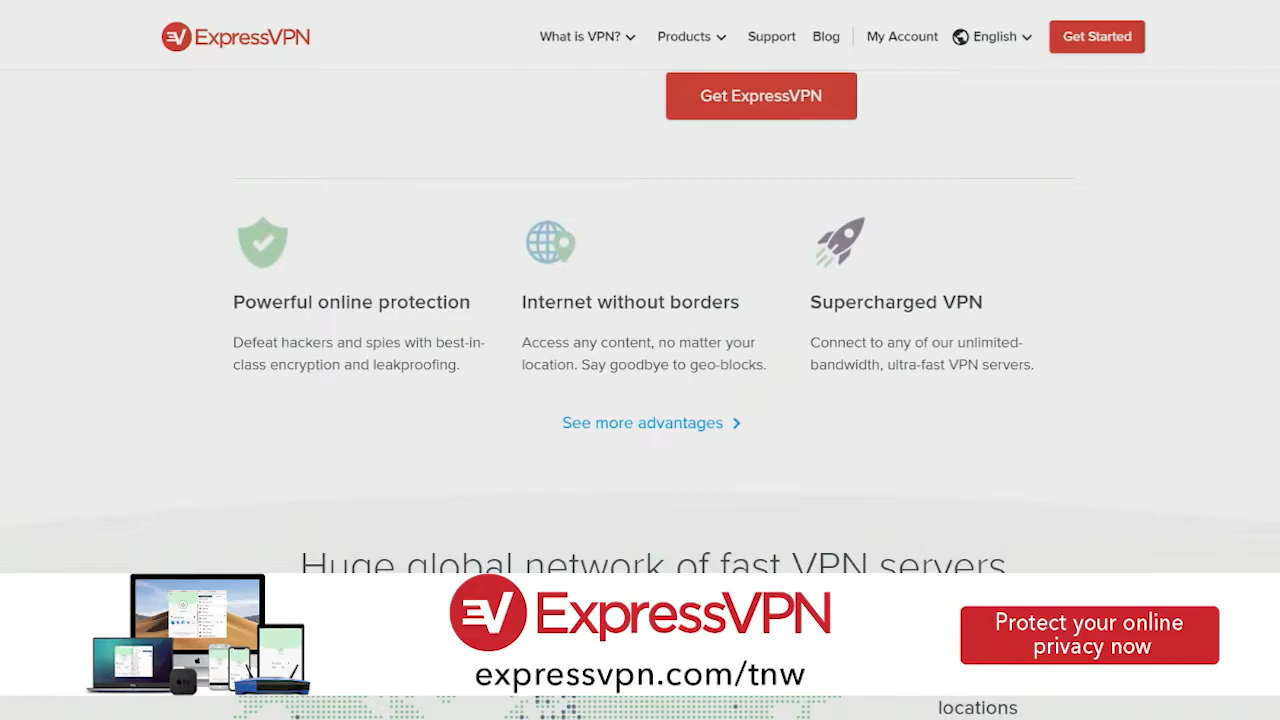 ExpressVPN
What is VPN? Products Support Blog My Account English Get Started
Get ExpressVPN
Powerful online protection
Defeat hackers and spies with best-in-
class encryption and leakproofing.
Internet without borders
Access any content, no matter your
location. Say goodbye to geo-blocks.
Supercharged VPN
Connect to any of our unlimited-
bandwidth, ultra-fast VPN servers.
See more advantages
Huge global network of fast VPN servers
ExpressVPN
expressvpn.com/tnw
Protect your online
privacy now
locations